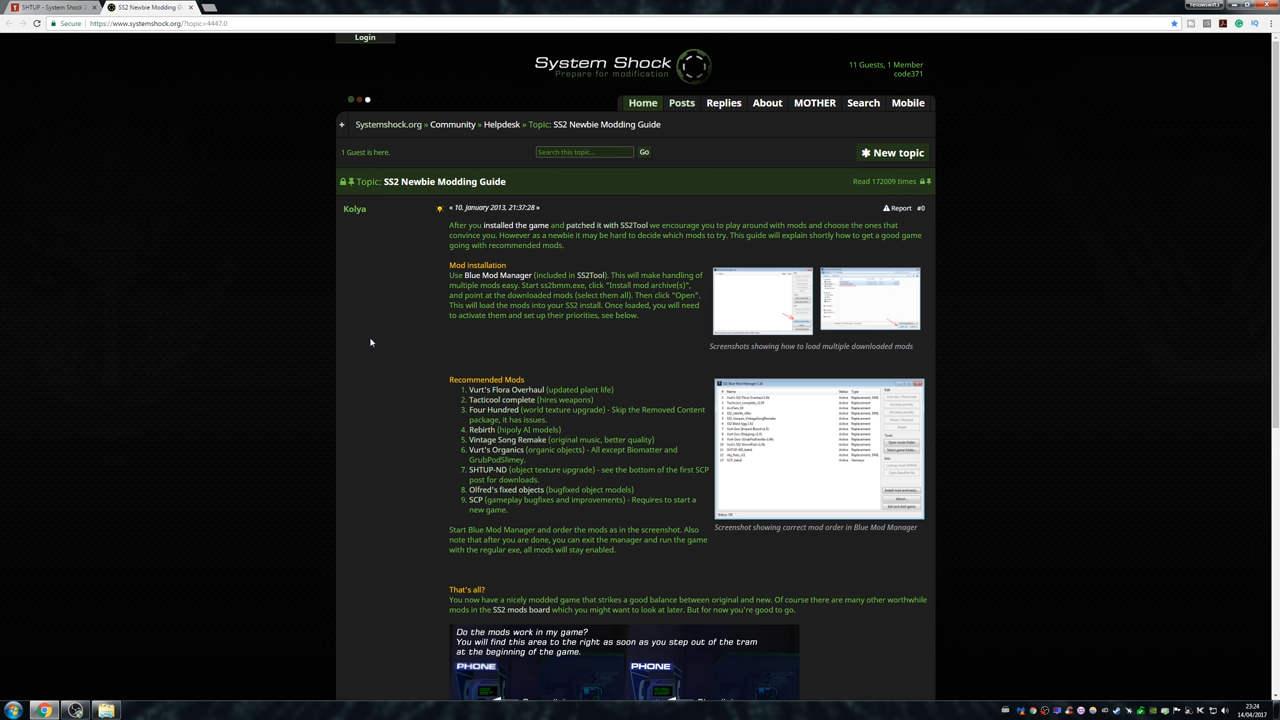 SHTUP - System Shock 2
SS2 Newbie Modding G
Yellowswift3
Secure
https://www.systemshock.org/?topic=4447.0
Login
System Shock
Prepare for modification
11 Guests, 1 Member
code371
Home Posts Replies About MOTHER Search Mobile
+ Systemshock.org » Community » Helpdesk » Topic: SS2 Newbie Modding Guide
1 Guest is here.
Search this topic...
Go
✱ New topic
Topic: SS2 Newbie Modding Guide
Read 172009 times
Kolya
« 10. January 2013, 21:37:28 »
Report #0
After you installed the game and patched it with SS2Tool we encourage you to play around with mods and choose the ones that
convince you. However as a newbie it may be hard to decide which mods to try. This guide will explain shortly how to get a good game
going with recommended mods.
Mod installation
Use Blue Mod Manager (included in SS2Tool). This will make handling of
multiple mods easy. Start ss2bmm.exe, click "Install mod archive(s)",
and point at the downloaded mods (select them all). Then click "Open".
This will load the mods into your SS2 install. Once loaded, you will need
to activate them and set up their priorities, see below.
Screenshots showing how to load multiple downloaded mods
Recommended Mods
1. Vurt's Flora Overhaul (updated plant life)
2. Tacticool complete (hires weapons)
3. Four Hundred (world texture upgrade) - Skip the Removed Content
package, it has issues.
4. Rebirth (hipoly AI models)
5. Vintage Song Remake (original music, better quality)
6. Vurt's Organics (organic objects) - All except Biomatter and
GrubPodSlimey.
7. SHTUP-ND (object texture upgrade) - see the bottom of the first SCP
post for downloads.
8. Olfred's fixed objects (bugfixed object models)
9. SCP (gameplay bugfixes and improvements) - Requires to start a
new game.
Screenshot showing correct mod order in Blue Mod Manager
Start Blue Mod Manager and order the mods as in the screenshot. Also
note that after you are done, you can exit the manager and run the game
with the regular exe, all mods will stay enabled.
That's all?
You now have a nicely modded game that strikes a good balance between original and new. Of course there are many other worthwhile
mods in the SS2 mods board which you might want to look at later. But for now you're good to go.
Do the mods work in my game?
You will find this area to the right as soon as you step out of the tram
at the beginning of the game.
PHONE
PHONE
23:24
14/04/2017